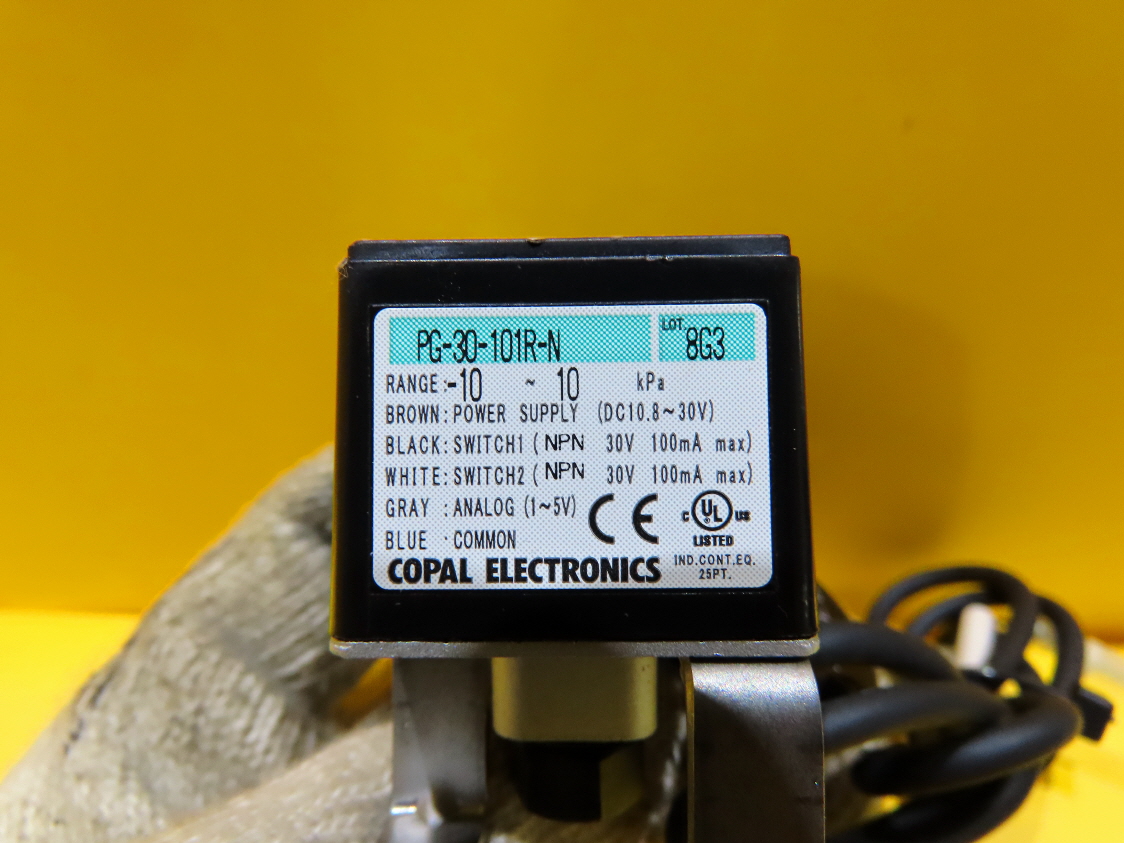 PG-30-101R-N LOT. 8G3
RANGE:-10 ~ 10 kPa
BROWN:POWER SUPPLY (DC10.8~30V)
BLACK:SWITCH1 (NPN 30V 100mA max)
WHITE:SWITCH2 (NPN 30V 100mA max)
GRAY :ANALOG (1~5V)
BLUE :COMMON
CE
C UL US
LISTED
COPAL ELECTRONICS
IND.CONT.EQ.
25PT.